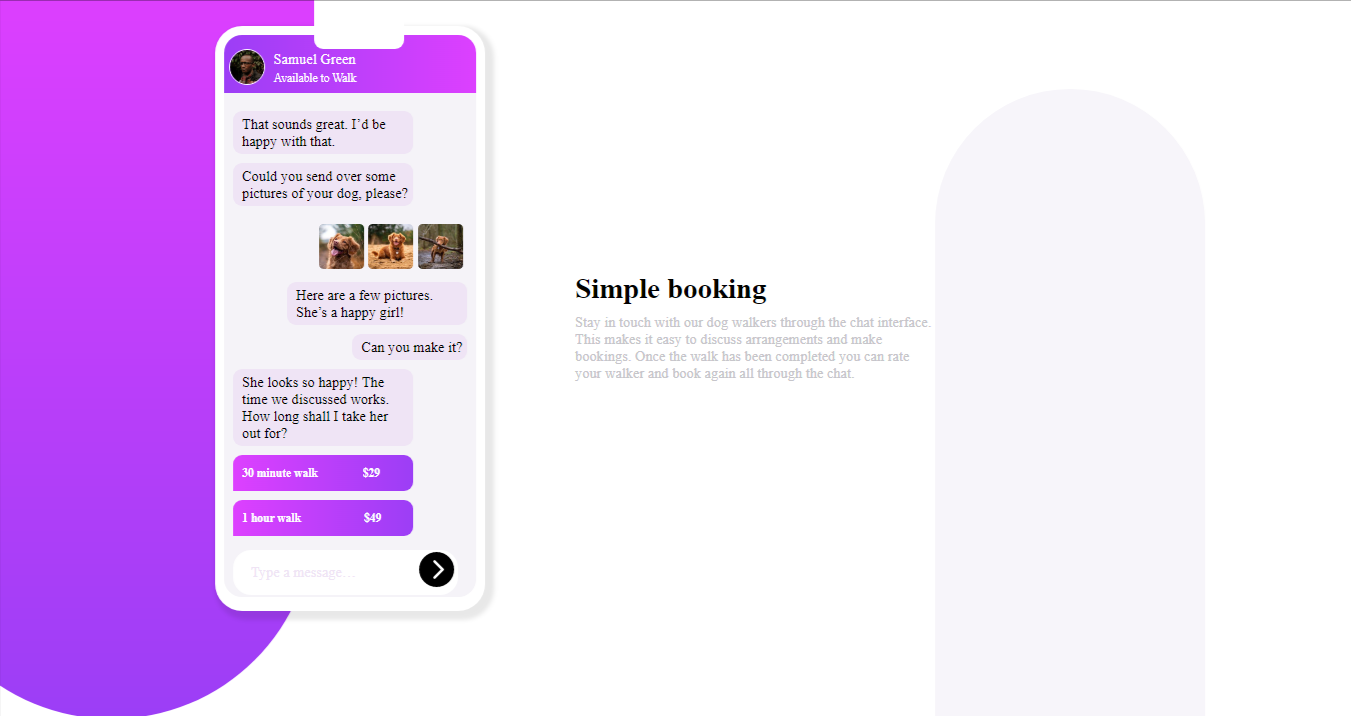 Samuel Green
Available to Walk
That sounds great. I’d be
happy with that.
Could you send over some
pictures of your dog, please?
Here are a few pictures.
She’s a happy girl!
Can you make it?
She looks so happy! The
time we discussed works.
How long shall I take her
out for?
30 minute walk $29
1 hour walk $49
Type a message…
Simple booking
Stay in touch with our dog walkers through the chat interface.
This makes it easy to discuss arrangements and make
bookings. Once the walk has been completed you can rate
your walker and book again all through the chat.